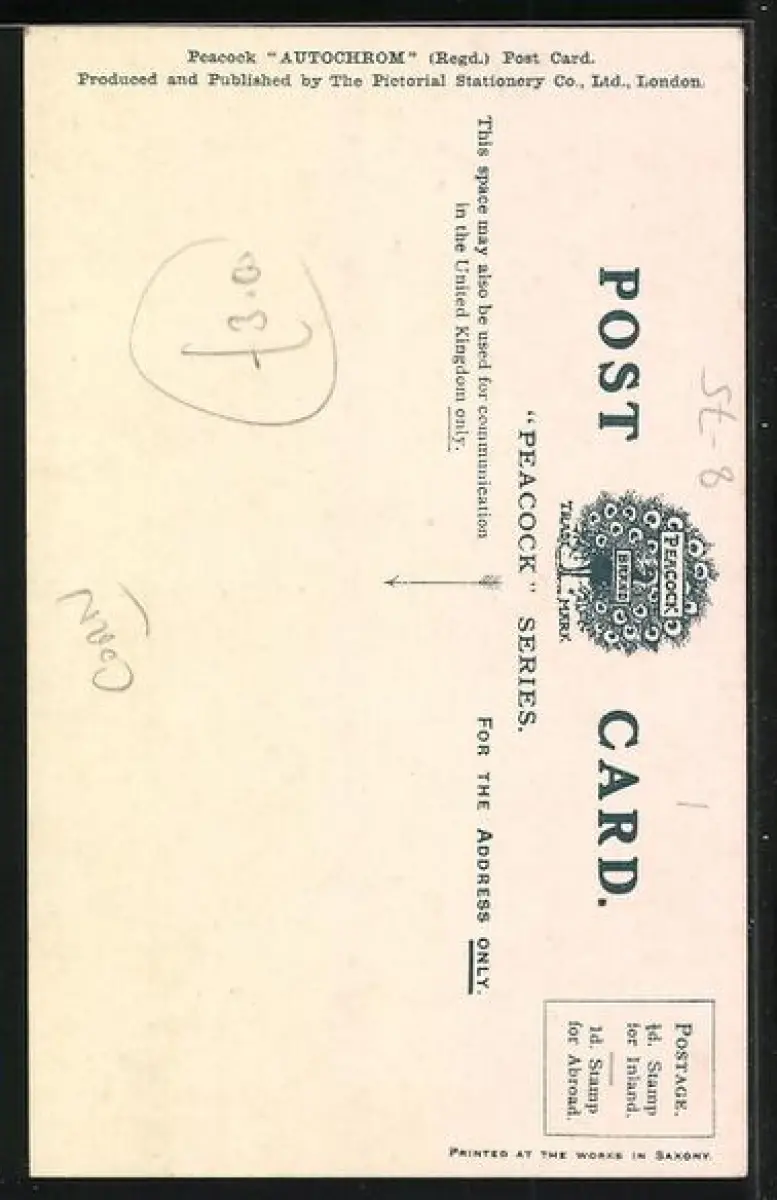 Peacock "AUTOCHROM" (Regd.) Post Card.
Produced and Published by The Pictorial Stationery Co., Ltd., London.
St-8
POST CARD.
PEACOCK
BRAND
TRADE MARK
"PEACOCK" SERIES.
This space may also be used for communication
in the United Kingdom only.
FOR THE ADDRESS ONLY.
POSTAGE.
½d. Stamp
for Inland.
1d. Stamp
for Abroad.
PRINTED AT THE WORKS IN SAXONY.
£3.00